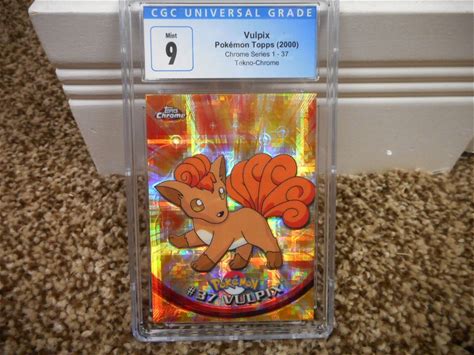 CGC UNIVERSAL GRADE
Mint
9
Vulpix
Pokémon Topps (2000)
Chrome Series 1 - 37
Tekno-Chrome
Topps
Chrome
Pokémon
#37 VULPIX